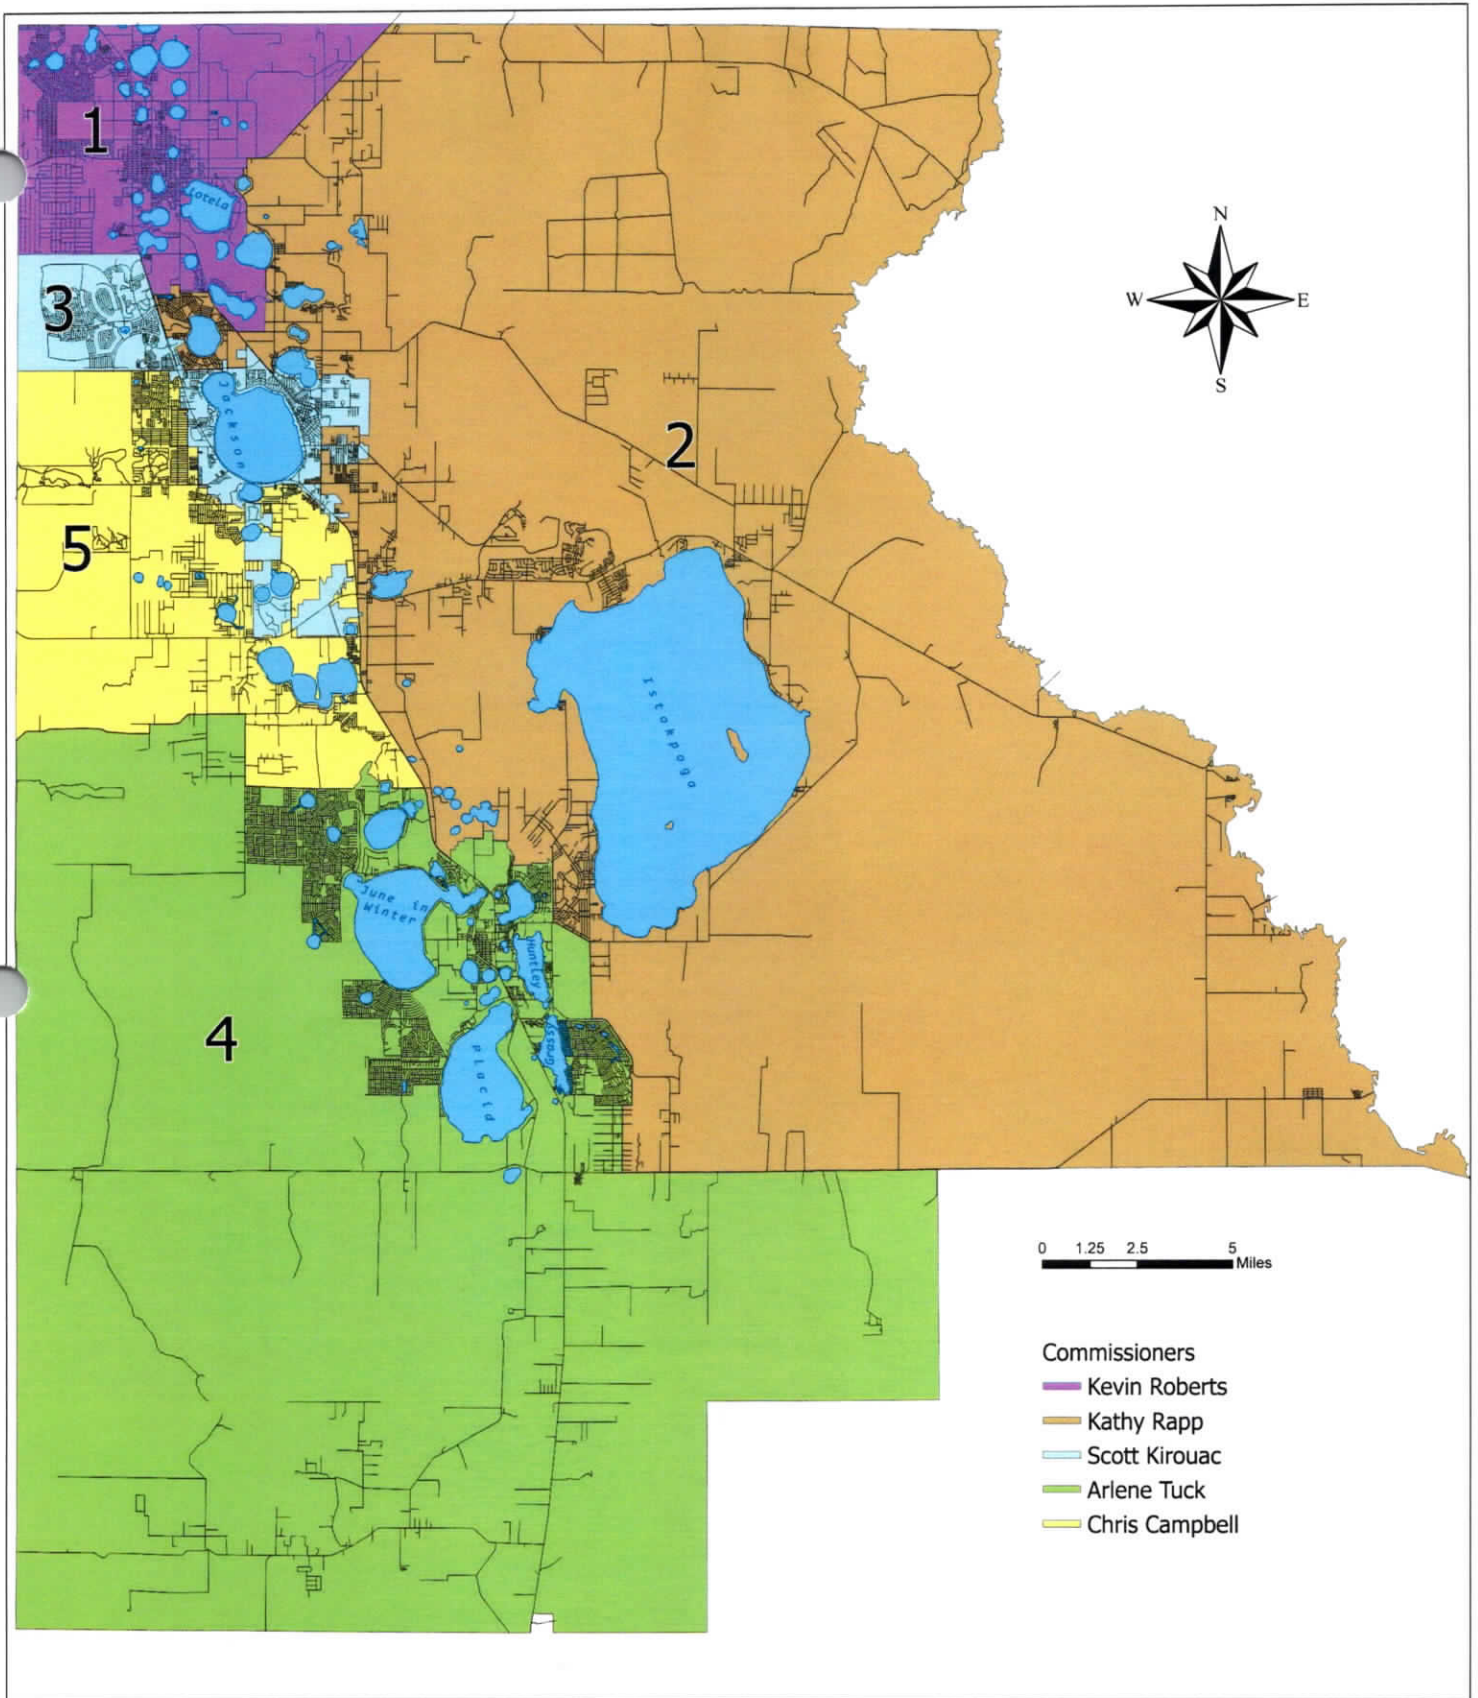 1
Lotela
N
W E
S
3
Jackson
2
5
Istokpoga
June in
Winter
Huntley
4
Grassy
Placid
0 1.25 2.5 5
Miles
Commissioners
Kevin Roberts
Kathy Rapp
Scott Kirouac
Arlene Tuck
Chris Campbell